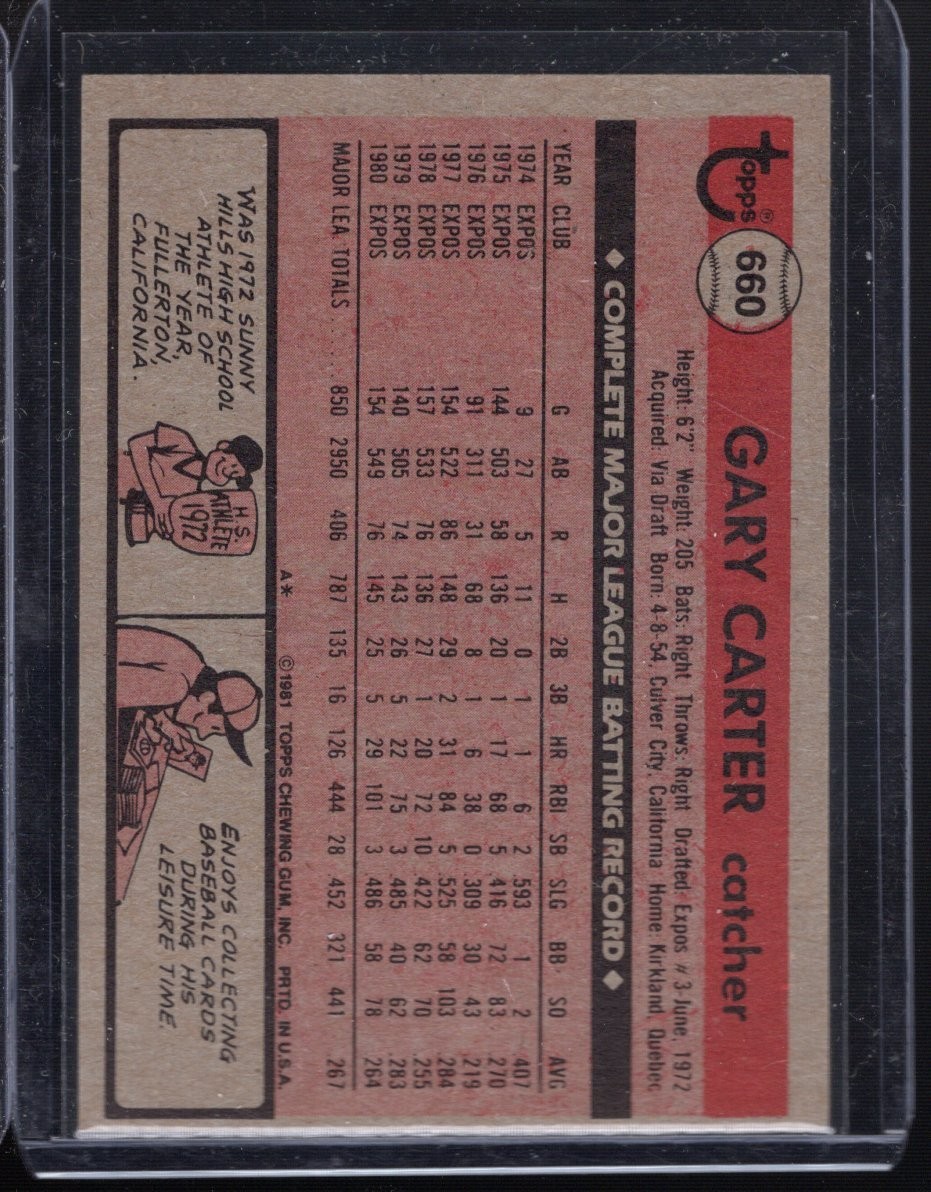 Topps®
660
GARY CARTER catcher
Height: 6'2" Weight: 205 Bats: Right Throws: Right Drafted: Expos #3-June, 1972
Acquired: Via Draft Born: 4-8-54, Culver City, California Home: Kirkland, Quebec
◆ COMPLETE MAJOR LEAGUE BATTING RECORD ◆
YEAR CLUB G AB R H 2B 3B HR RBI SB SLG BB SO AVG
1974 EXPOS 9 27 5 11 0 1 1 6 2 .593 1 2 .407
1975 EXPOS 144 503 58 136 20 1 17 68 5 .416 72 83 .270
1976 EXPOS 91 311 31 68 8 1 6 38 0 .309 30 43 .219
1977 EXPOS 154 522 86 148 29 2 31 84 5 .525 58 103 .284
1978 EXPOS 157 533 76 136 27 1 20 72 10 .422 62 70 .255
1979 EXPOS 140 505 74 143 26 5 22 75 3 .485 40 62 .283
1980 EXPOS 154 549 76 145 25 5 29 101 3 .486 58 78 .264
MAJOR LEA TOTALS .... 850 2950 406 787 135 16 126 444 28 .452 321 441 .267
A* ©1981 TOPPS CHEWING GUM, INC. PRTD. IN U.S.A.
WAS 1972 SUNNY
HILLS HIGH SCHOOL
ATHLETE OF
THE YEAR,
FULLERTON,
CALIFORNIA.
H.S.
ATHLETE
1972
ENJOYS COLLECTING
BASEBALL CARDS
DURING HIS
LEISURE TIME.